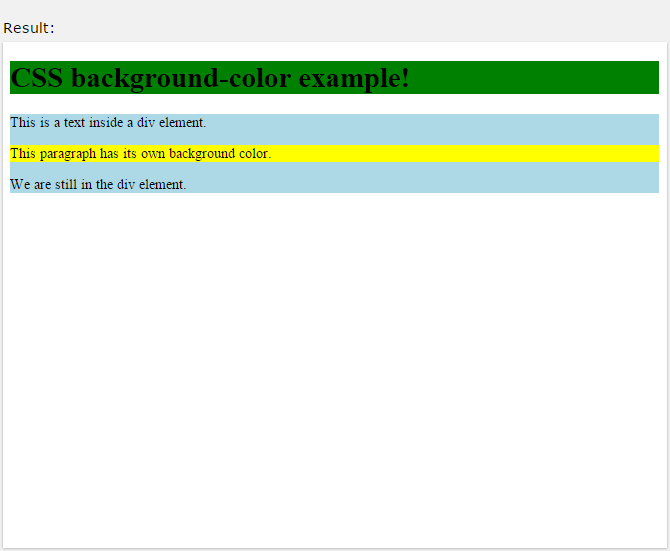 Result:
CSS background-color example!
This is a text inside a div element.
This paragraph has its own background color.
We are still in the div element.